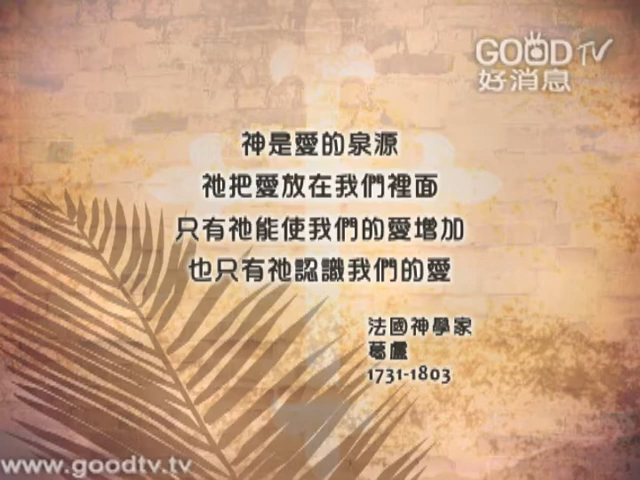 GOOD TV
好消息
神是愛的泉源
祂把愛放在我們裡面
只有祂能使我們的愛增加
也只有祂認識我們的愛
法國神學家
葛盧
1731-1803
www.goodtv.tv